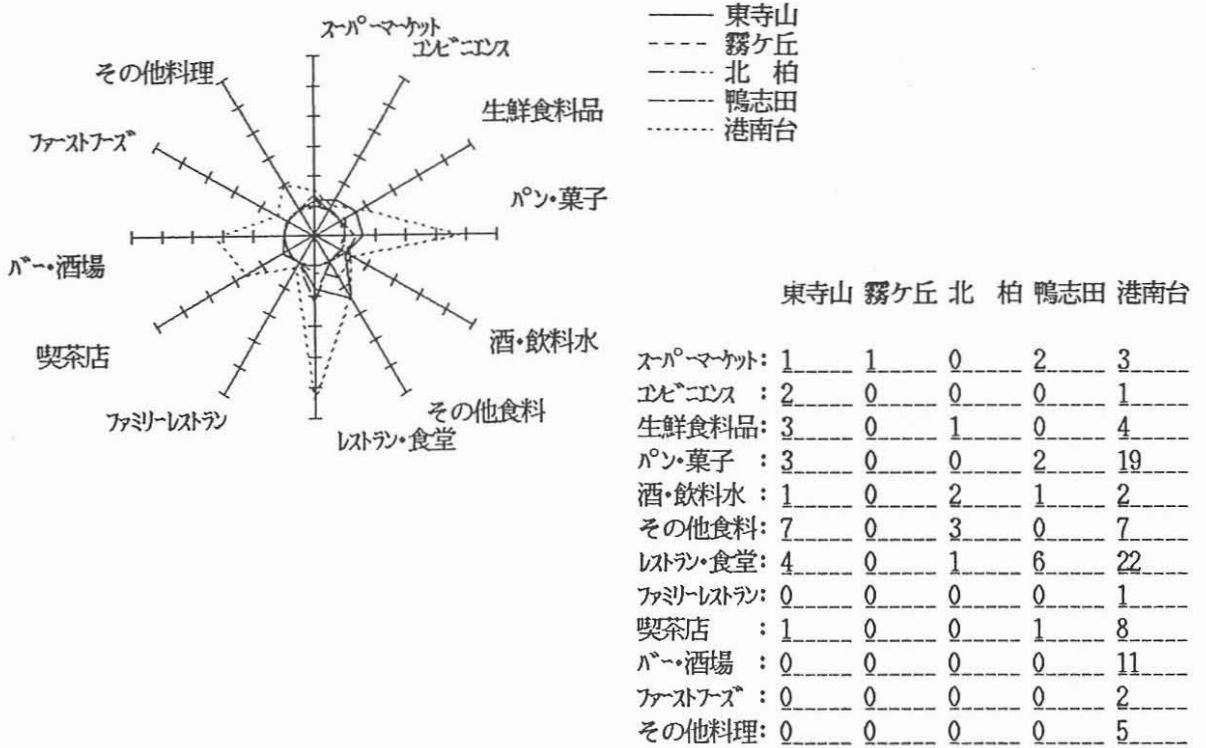 スーパーマーケット
コンビニエンス
生鮮食料品
パン・菓子
酒・飲料水
その他食料
レストラン・食堂
ファミリーレストラン
喫茶店
バー・酒場
ファーストフーズ
その他料理
東寺山
霧ケ丘
北 柏
鴨志田
港南台
東寺山 霧ケ丘 北 柏 鴨志田 港南台
スーパーマーケット: 1 1 0 2 3
コンビニエンス : 2 0 0 0 1
生鮮食料品: 3 0 1 0 4
パン・菓子 : 3 0 0 2 19
酒・飲料水 : 1 0 2 1 2
その他食料: 7 0 3 0 7
レストラン・食堂: 4 0 1 6 22
ファミリーレストラン: 0 0 0 0 1
喫茶店 : 1 0 0 1 8
バー・酒場 : 0 0 0 0 11
ファーストフーズ : 0 0 0 0 2
その他料理: 0 0 0 0 5